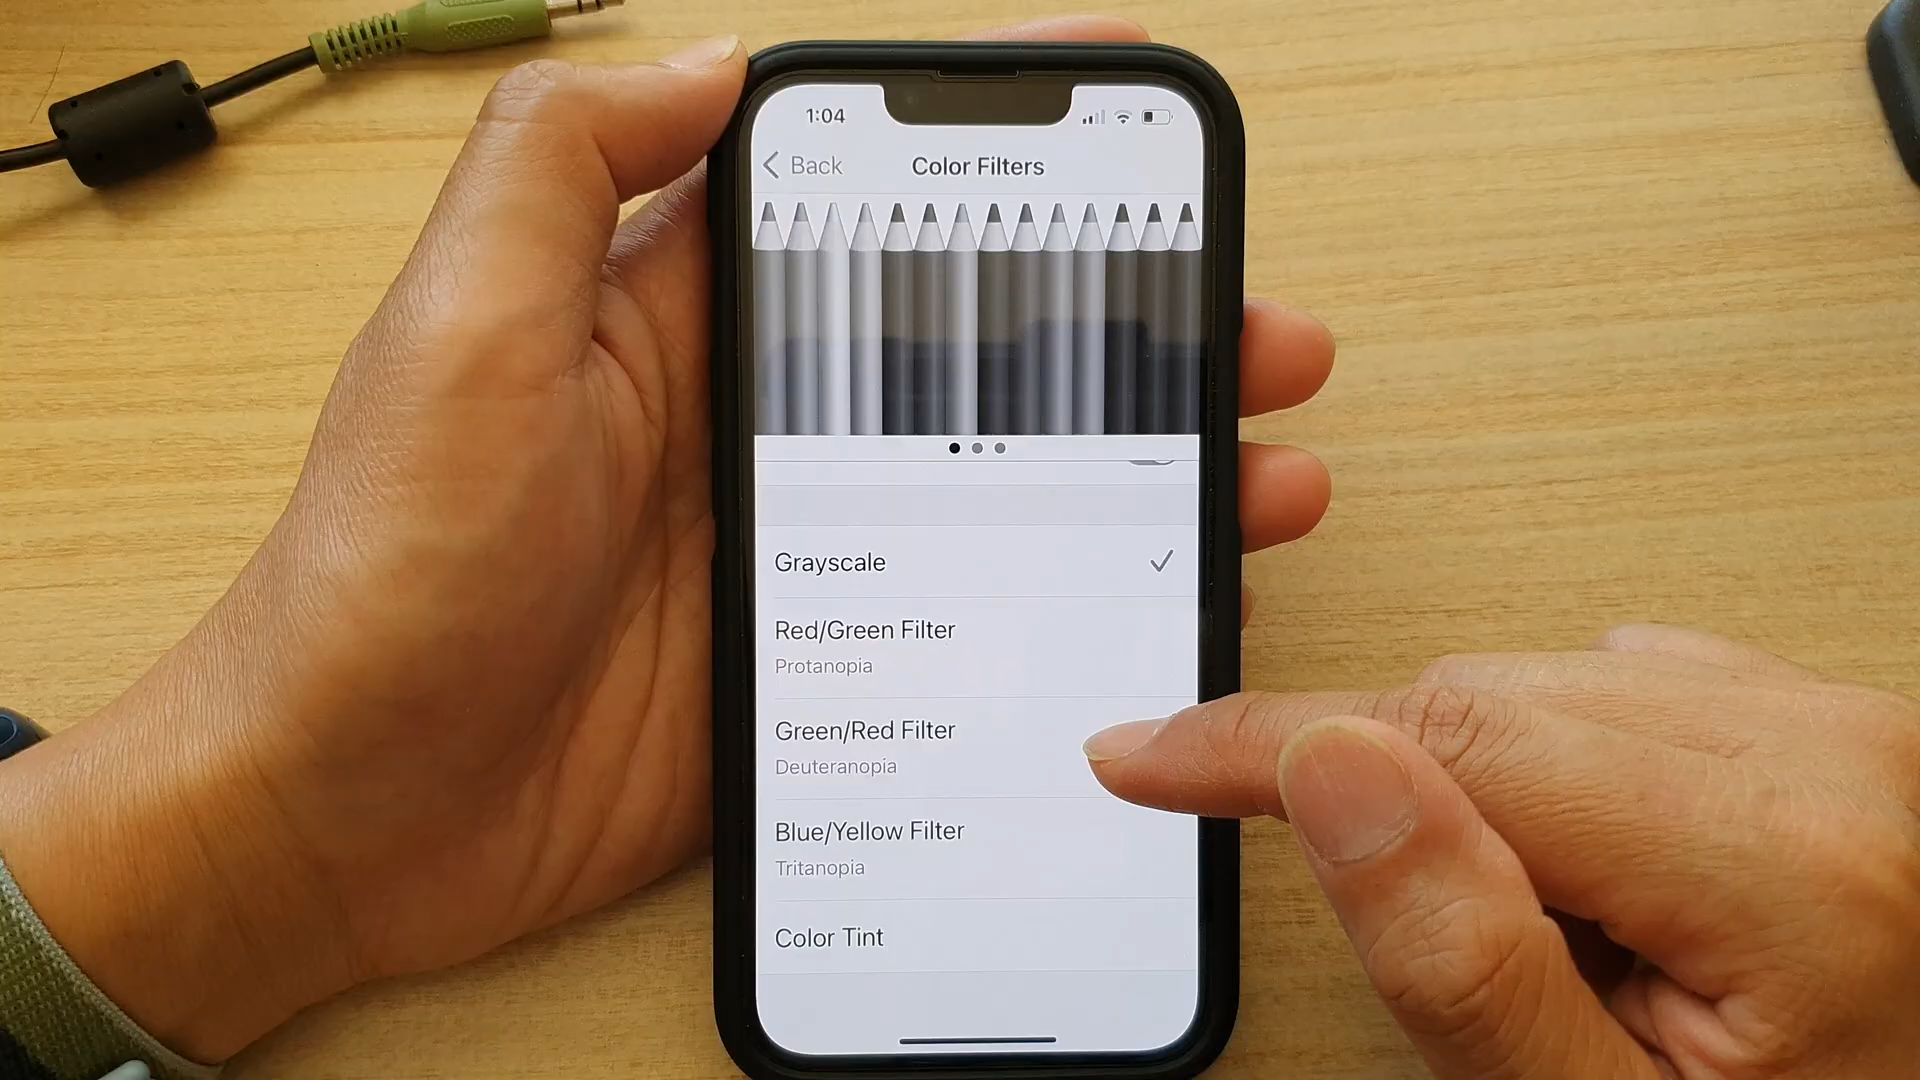 1:04
Back
Color Filters
Grayscale
Red/Green Filter
Protanopia
Green/Red Filter
Deuteranopia
Blue/Yellow Filter
Tritanopia
Color Tint